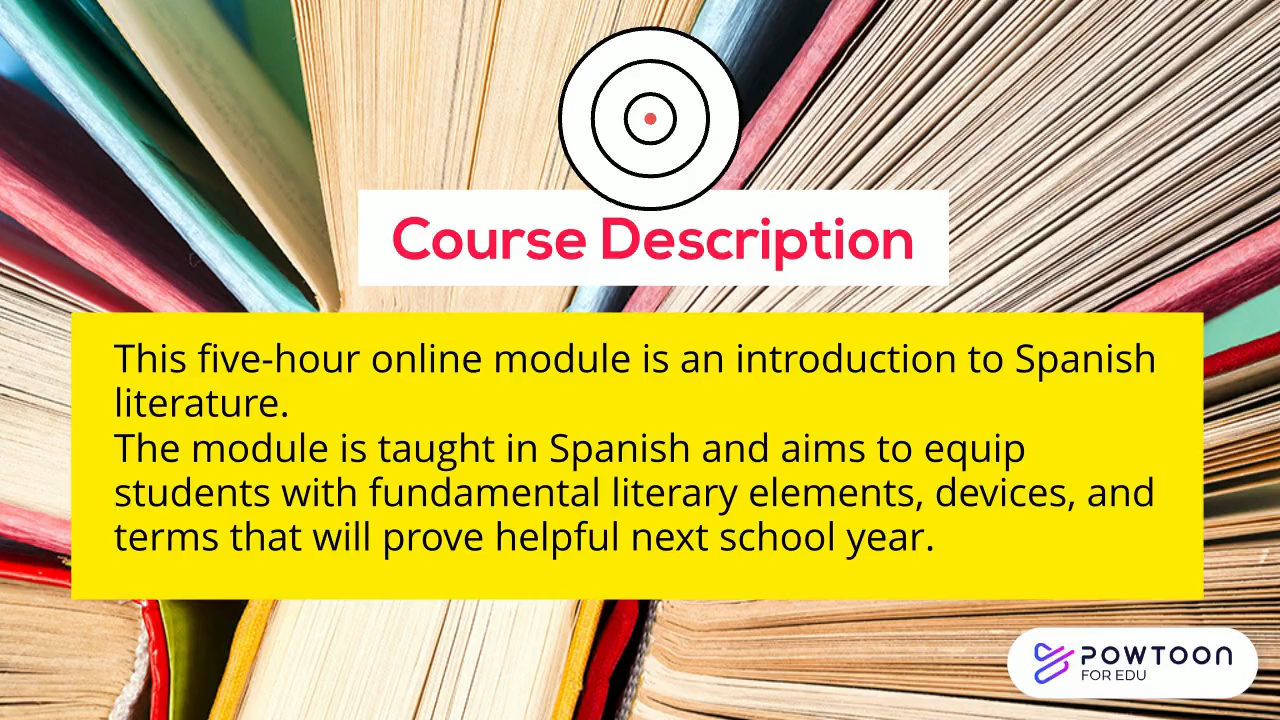 Course Description
This five-hour online module is an introduction to Spanish
literature.
The module is taught in Spanish and aims to equip
students with fundamental literary elements, devices, and
terms that will prove helpful next school year.
POWTOON
FOR EDU